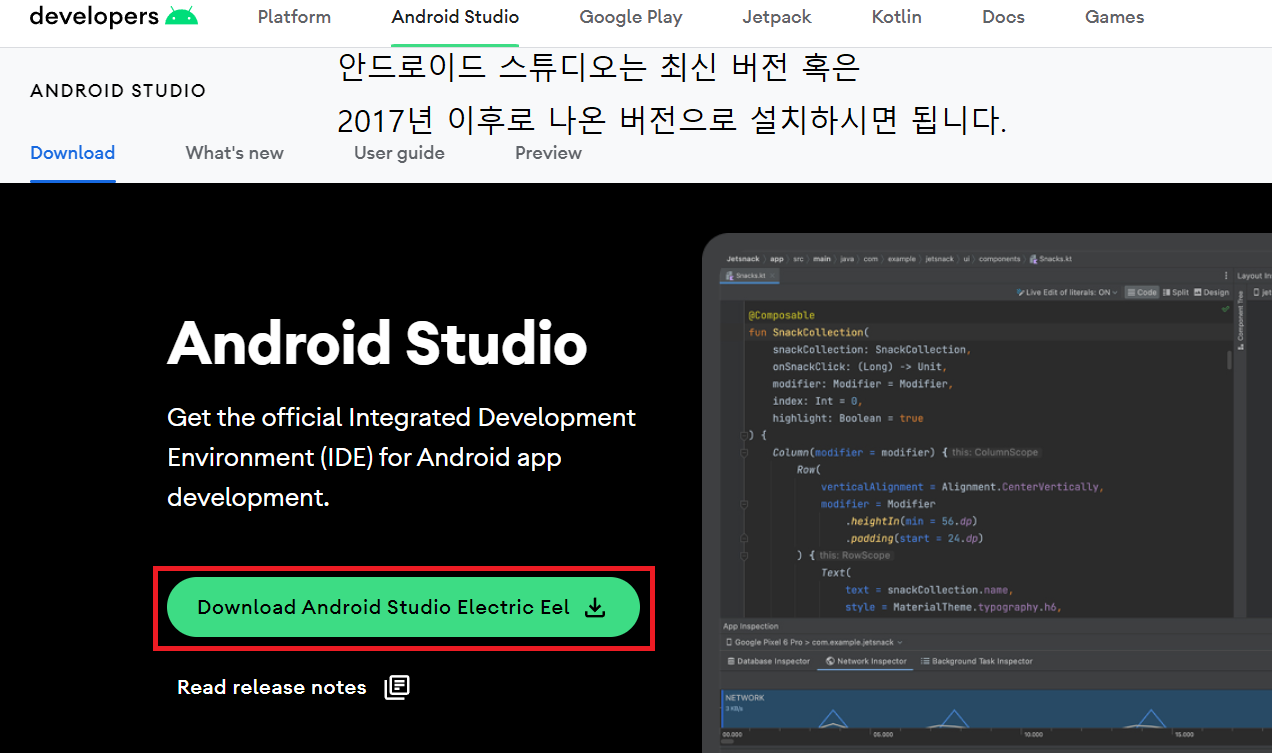 developers
Platform
Android Studio
Google Play
Jetpack
Kotlin
Docs
Games
ANDROID STUDIO
안드로이드 스튜디오는 최신 버전 혹은
2017년 이후로 나온 버전으로 설치하시면 됩니다.
Download
What's new
User guide
Preview
Android Studio
Get the official Integrated Development
Environment (IDE) for Android app
development.
Download Android Studio Electric Eel
Read release notes
Jetsnack app src main java com example jetsnack ui components Snacks.kt
Snacks.kt
Layout Ins
Live Edit of literals: ON
Code
Split
Design
jet
Component Tree
@Composable
fun SnackCollection(
snackCollection: SnackCollection,
onSnackClick: (Long) -> Unit,
modifier: Modifier = Modifier,
index: Int = 0,
highlight: Boolean = true
) {
Column(modifier = modifier) { this: ColumnScope
Row(
verticalAlignment = Alignment.CenterVertically,
modifier = Modifier
.heightIn(min = 56.dp)
.padding(start = 24.dp)
) { this: RowScope
Text(
text = snackCollection.name,
style = MaterialTheme.typography.h6,
App Inspection
Google Pixel 6 Pro > com.example.jetsnack
Database Inspector
Network Inspector
Background Task Inspector
NETWORK
3 KB/s
00.000
05.000
10.000
15.000